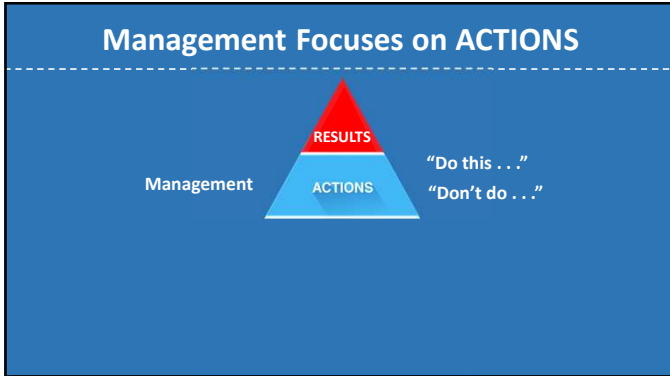 Management Focuses on ACTIONS
RESULTS
Management
ACTIONS
“Do this . . .”
“Don’t do . . .”